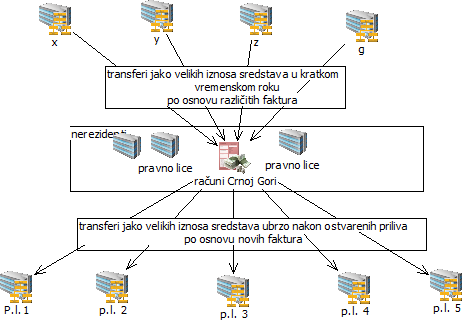 x
y
z
g
transferi jako velikih iznosa sredstava u kratkom
vremenskom roku
po osnovu različitih faktura
nerezidenti
pravno lice
pravno lice
računi Crnoj Gori
transferi jako velikih iznosa sredstava ubrzo nakon ostvarenih priliva
po osnovu novih faktura
P.l. 1
p.l. 2
p.l. 3
p.l. 4
p.l. 5